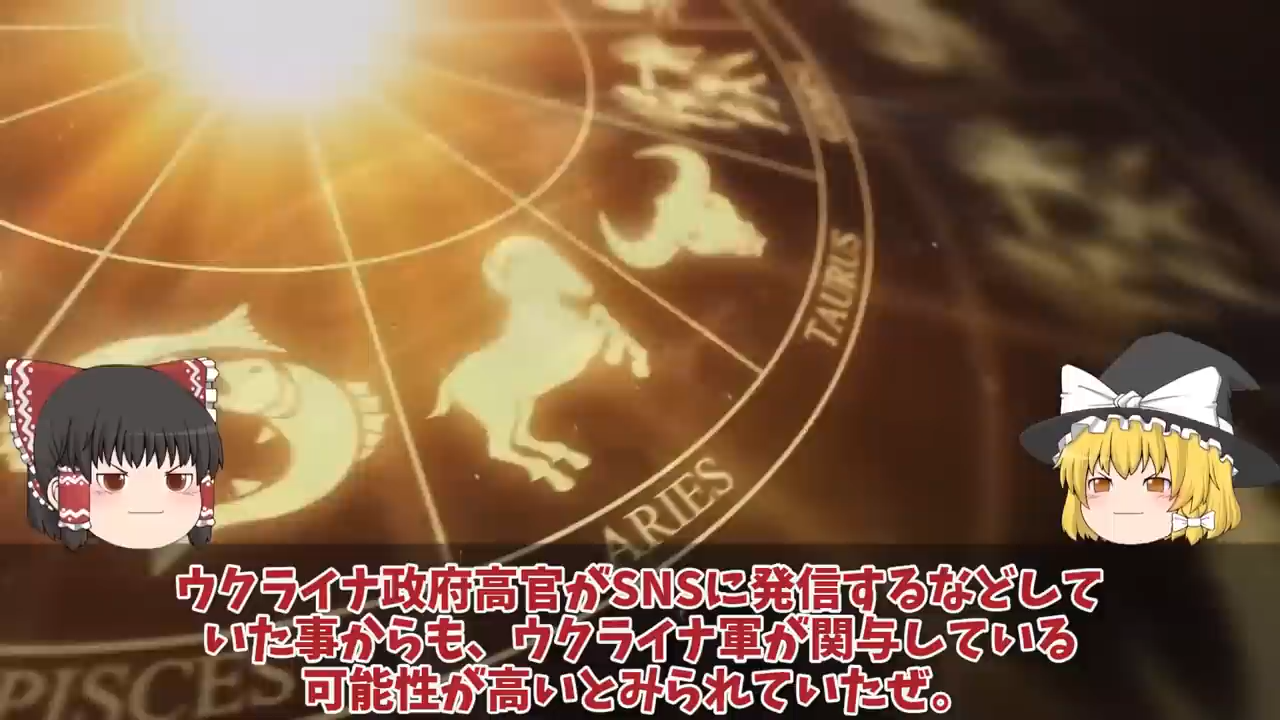 TAURUS
ARIES
PISCES
ウクライナ政府高官がSNSに発信するなどして
いた事からも、ウクライナ軍が関与している
可能性が高いとみられていたぜ。